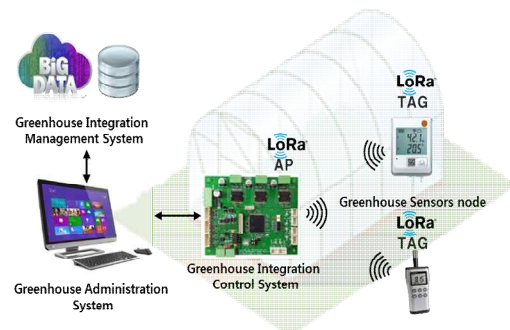 BiG
DATA
Greenhouse Integration
Management System
Greenhouse Administration
System
LoRa
AP
Greenhouse Integration
Control System
LoRa
TAG
Greenhouse Sensors node
LoRa
TAG